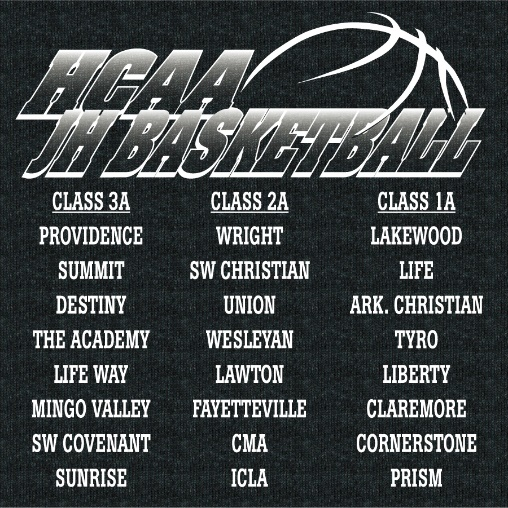 HCAA
JH BASKETBALL
CLASS 3A
PROVIDENCE
SUMMIT
DESTINY
THE ACADEMY
LIFE WAY
MINGO VALLEY
SW COVENANT
SUNRISE
CLASS 2A
WRIGHT
SW CHRISTIAN
UNION
WESLEYAN
LAWTON
FAYETTEVILLE
CMA
ICLA
CLASS 1A
LAKEWOOD
LIFE
ARK. CHRISTIAN
TYRO
LIBERTY
CLAREMORE
CORNERSTONE
PRISM